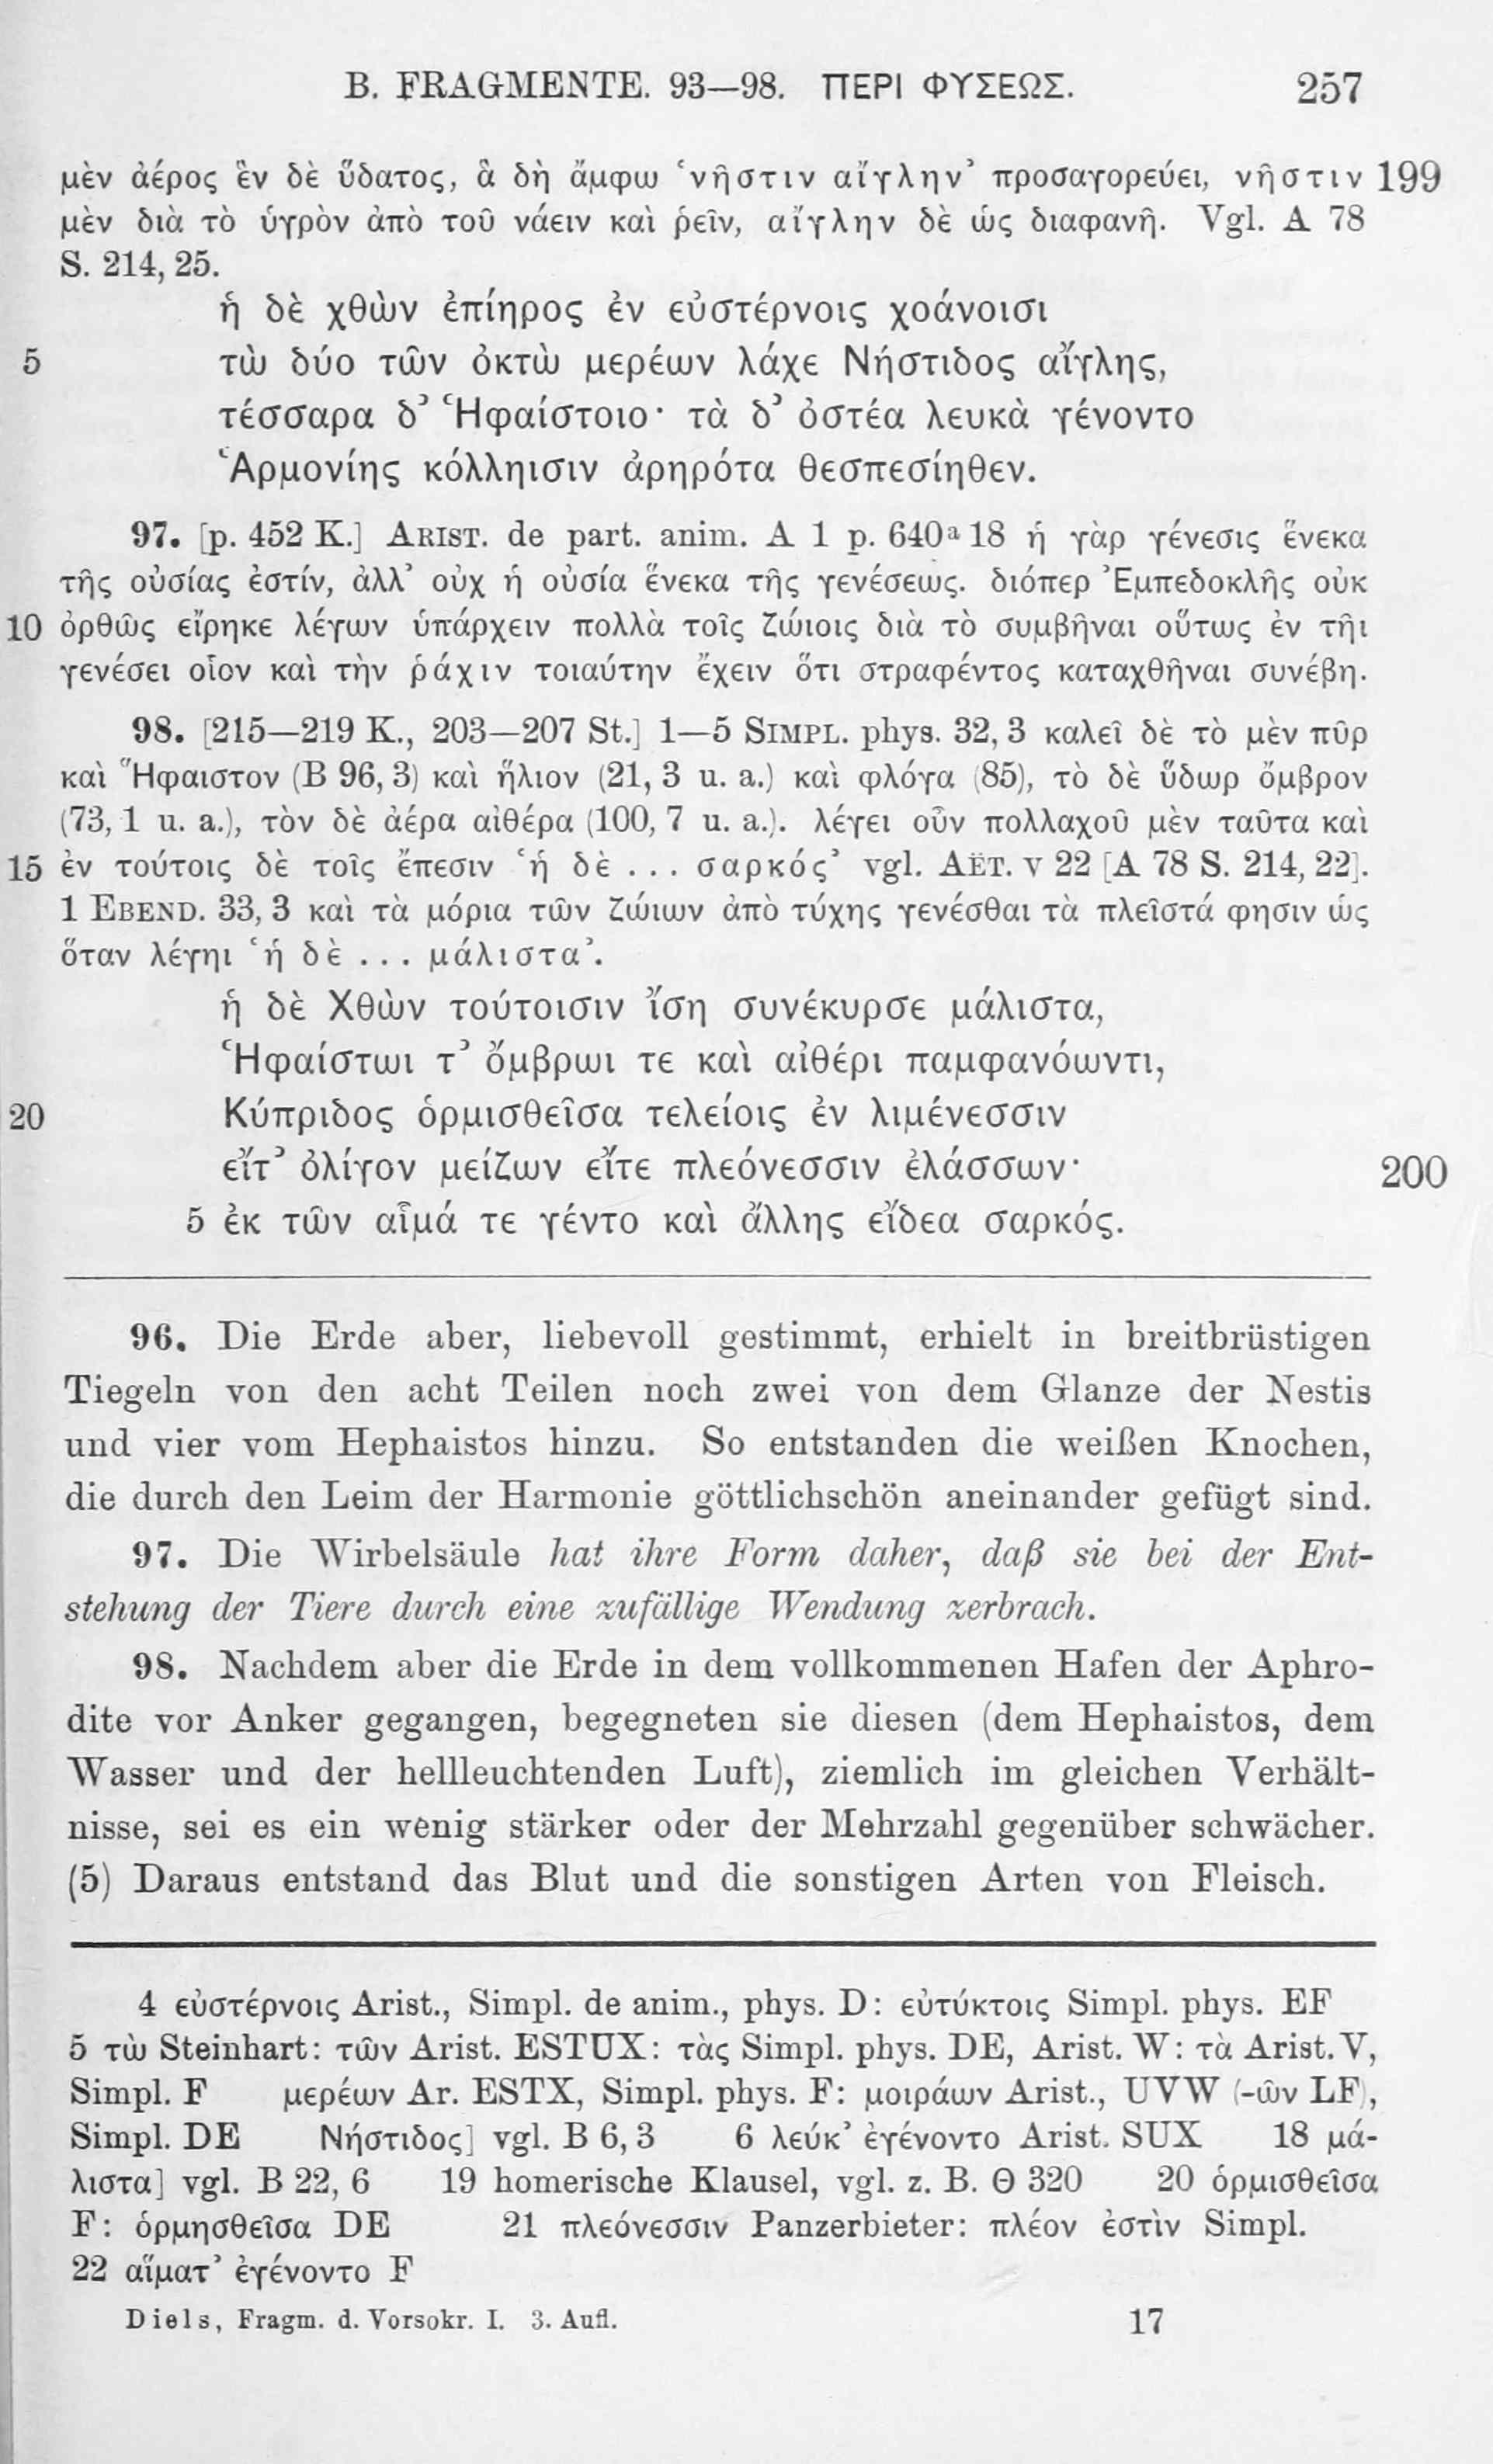 B. FRAGMENTE. 93—98. ΠΕΡΙ ΦΥΣΕΩΣ. 257
μὲν ἀέρος ἓν δὲ ὕδατος, ἃ δὴ ἄμφω ‘νῆστιν αἴγλην’ προσαγορεύει, νῆστιν 199
μὲν διὰ τὸ ὑγρὸν ἀπὸ τοῦ νάειν καὶ ῥεῖν, αἴγλην δὲ ὡς διαφανῆ. Vgl. A 78
S. 214, 25.
ἡ δὲ χθὼν ἐπίηρος ἐν εὐστέρνοις χοάνοισι
5 τὼ δύο τῶν ὀκτὼ μερέων λάχε Νήστιδος αἴγλης,
τέσσαρα δ’ Ἡφαίστοιο· τὰ δ’ ὀστέα λευκὰ γένοντο
Ἁρμονίης κόλληισιν ἀρηρότα θεσπεσίηθεν.
97. [p. 452 K.] ARIST. de part. anim. A 1 p. 640ᵃ 18 ἡ γὰρ γένεσις ἕνεκα
τῆς οὐσίας ἐστίν, ἀλλ’ οὐχ ἡ οὐσία ἕνεκα τῆς γενέσεως. διόπερ Ἐμπεδοκλῆς οὐκ
10 ὀρθῶς εἴρηκε λέγων ὑπάρχειν πολλὰ τοῖς ζώιοις διὰ τὸ συμβῆναι οὕτως ἐν τῆι
γενέσει οἷον καὶ τὴν ῥάχιν τοιαύτην ἔχειν ὅτι στραφέντος καταχθῆναι συνέβη.
98. [215—219 K., 203—207 St.] 1—5 SIMPL. phys. 32, 3 καλεῖ δὲ τὸ μὲν πῦρ
καὶ Ἥφαιστον (B 96, 3) καὶ ἥλιον (21, 3 u. a.) καὶ φλόγα (85), τὸ δὲ ὕδωρ ὄμβρον
(73, 1 u. a.), τὸν δὲ ἀέρα αἰθέρα (100, 7 u. a.). λέγει οὖν πολλαχοῦ μὲν ταῦτα καὶ
15 ἐν τούτοις δὲ τοῖς ἔπεσιν ‘ἡ δὲ ... σαρκός’ vgl. AËT. V 22 [A 78 S. 214, 22].
1 EBEND. 33, 3 καὶ τὰ μόρια τῶν ζώιων ἀπὸ τύχης γενέσθαι τὰ πλεῖστά φησιν ὡς
ὅταν λέγηι ‘ἡ δὲ ... μάλιστα’.
ἡ δὲ Χθὼν τούτοισιν ἴση συνέκυρσε μάλιστα,
Ἡφαίστωι τ’ ὄμβρωι τε καὶ αἰθέρι παμφανόωντι,
20 Κύπριδος ὁρμισθεῖσα τελείοις ἐν λιμένεσσιν
εἴτ’ ὀλίγον μείζων εἴτε πλεόνεσσιν ἐλάσσων· 200
5 ἐκ τῶν αἷμά τε γέντο καὶ ἄλλης εἴδεα σαρκός.
96. Die Erde aber, liebevoll gestimmt, erhielt in breitbrüstigen
Tiegeln von den acht Teilen noch zwei von dem Glanze der Nestis
und vier vom Hephaistos hinzu. So entstanden die weißen Knochen,
die durch den Leim der Harmonie göttlichschön aneinander gefügt sind.
97. Die Wirbelsäule hat ihre Form daher, daß sie bei der Ent-
stehung der Tiere durch eine zufällige Wendung zerbrach.
98. Nachdem aber die Erde in dem vollkommenen Hafen der Aphro-
dite vor Anker gegangen, begegneten sie diesen (dem Hephaistos, dem
Wasser und der hellleuchtenden Luft), ziemlich im gleichen Verhält-
nisse, sei es ein wenig stärker oder der Mehrzahl gegenüber schwächer.
(5) Daraus entstand das Blut und die sonstigen Arten von Fleisch.
4 εὐστέρνοις Arist., Simpl. de anim., phys. D: εὐτύκτοις Simpl. phys. EF
5 τὼ Steinhart: τῶν Arist. ESTUX: τὰς Simpl. phys. DE, Arist. W: τὰ Arist. V,
Simpl. F μερέων Ar. ESTX, Simpl. phys. F: μοιράων Arist., UVW (-ῶν LF),
Simpl. DE Νήστιδος] vgl. B 6, 3 6 λεύκ’ ἐγένοντο Arist. SUX 18 μά-
λιστα] vgl. B 22, 6 19 homerische Klausel, vgl. z. B. Θ 320 20 ὁρμισθεῖσα
F: ὁρμησθεῖσα DE 21 πλεόνεσσιν Panzerbieter: πλέον ἐστὶν Simpl.
22 αἵματ’ ἐγένοντο F
Diels, Fragm. d. Vorsokr. I. 3. Aufl. 17